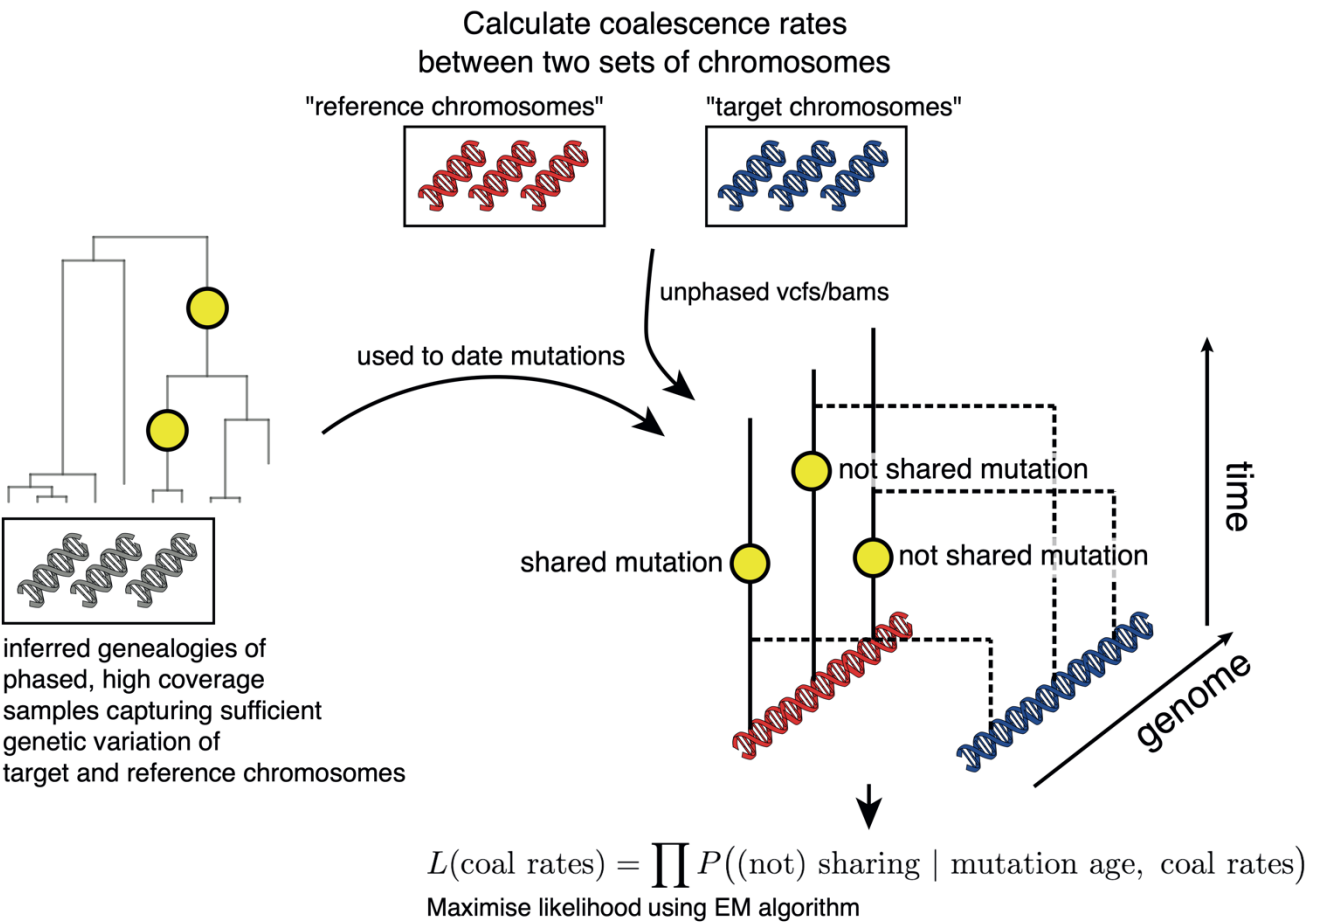 Calculate coalescence rates
between two sets of chromosomes
"reference chromosomes"
"target chromosomes"
unphased vcfs/bams
used to date mutations
not shared mutation
shared mutation
not shared mutation
time
genome
inferred genealogies of
phased, high coverage
samples capturing sufficient
genetic variation of
target and reference chromosomes
L(coal rates) = ∏ P((not) sharing | mutation age, coal rates)
Maximise likelihood using EM algorithm